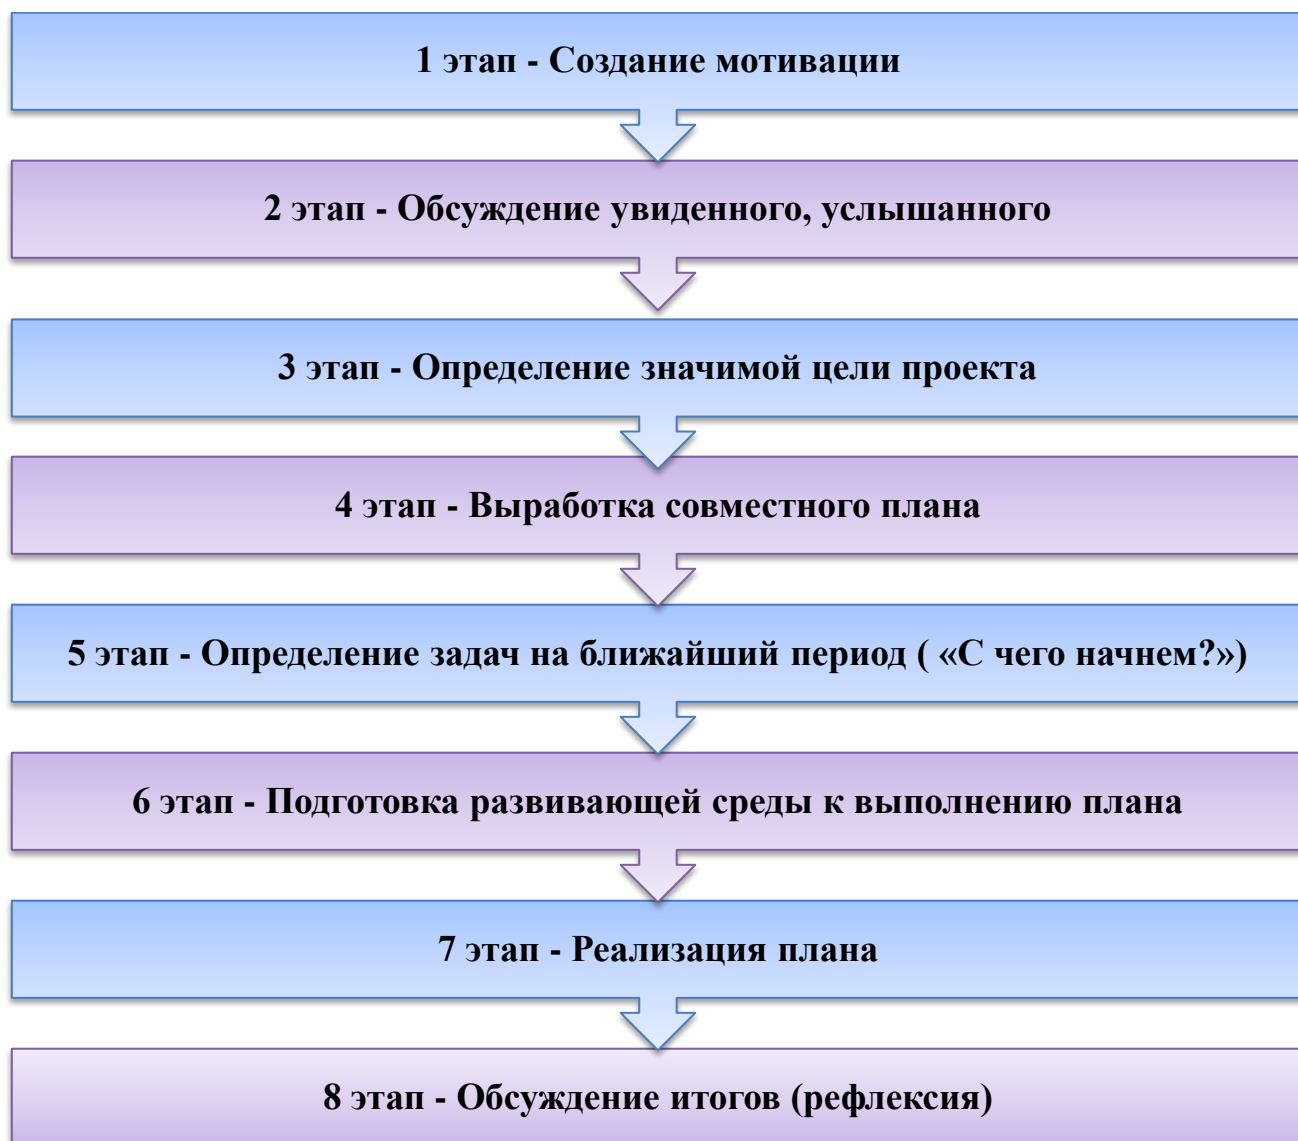 1 этап - Создание мотивации
2 этап - Обсуждение увиденного, услышанного
3 этап - Определение значимой цели проекта
4 этап - Выработка совместного плана
5 этап - Определение задач на ближайший период ( «С чего начнем?»)
6 этап - Подготовка развивающей среды к выполнению плана
7 этап - Реализация плана
8 этап - Обсуждение итогов (рефлексия)